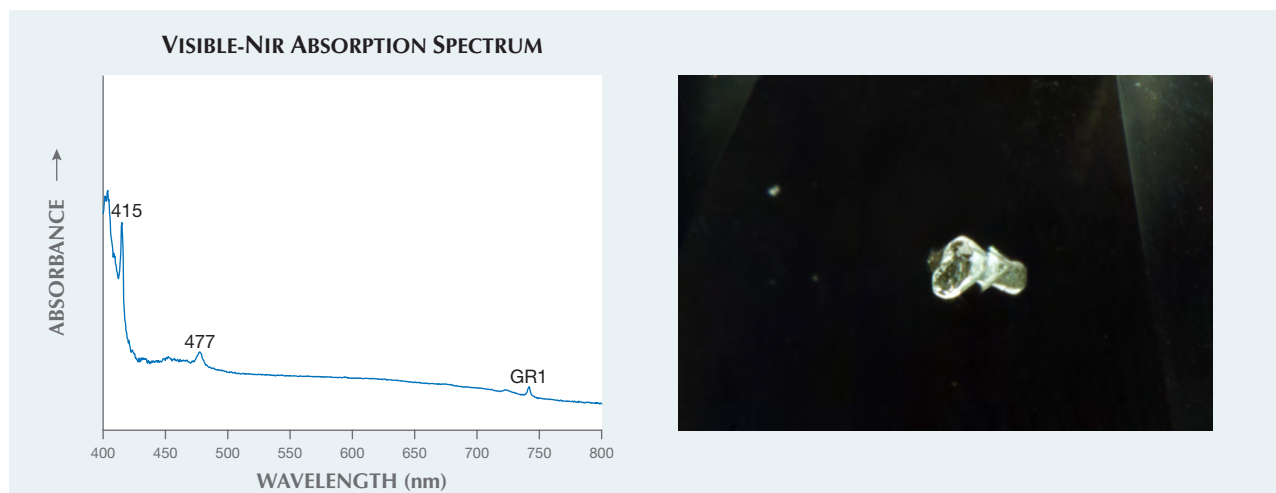 VISIBLE-NIR ABSORPTION SPECTRUM
ABSORBANCE →
415
477
GR1
400 450 500 550 600 650 700 750 800
WAVELENGTH (nm)